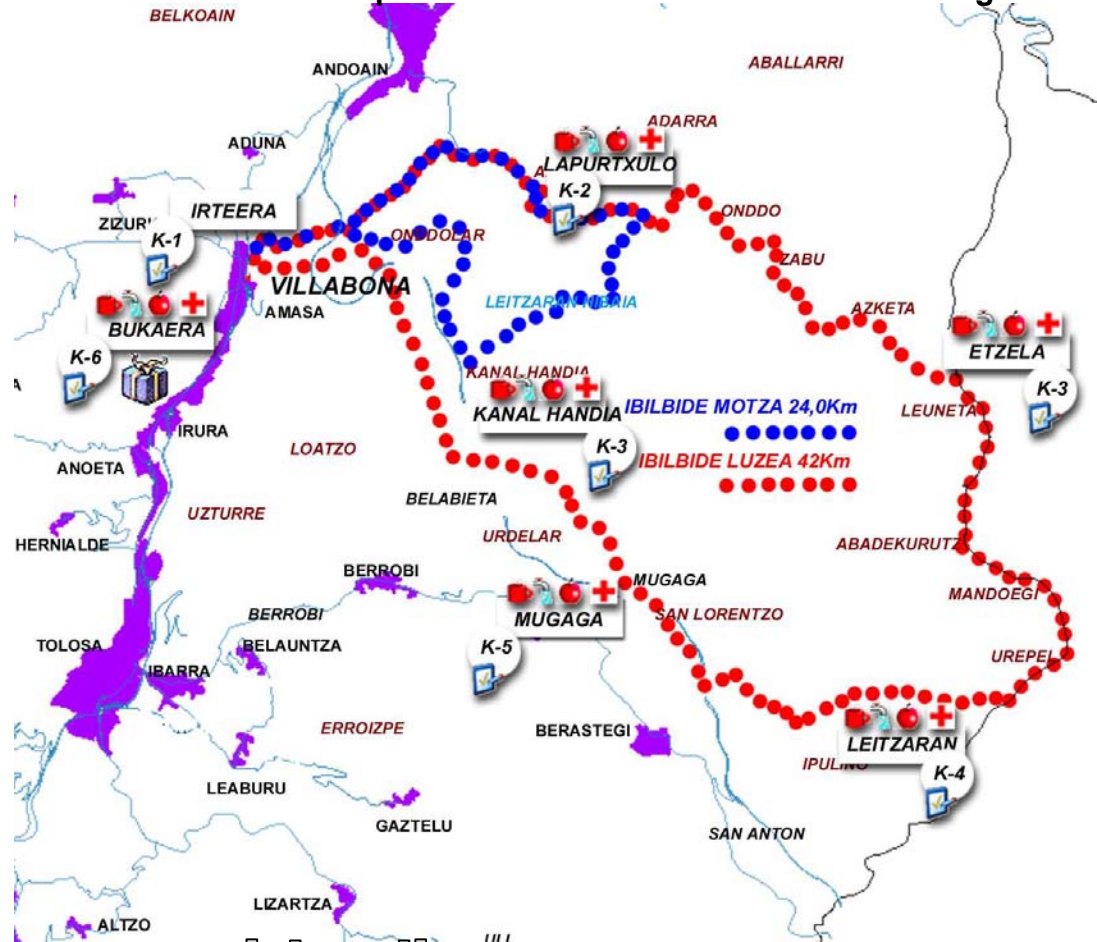 BELKOAIN
ANDOAIN
ABALLARRI
ADUNA
ADARRA
LAPURTXULO
K-2
IRTEERA
K-1
ONDDO
ZABU
VILLABONA
AMASA
LEITZARAN
BUKAERA
K-6
AZKETA
ETZELA
K-3
LEUNETA
KANAL HANDIA
KANAL HANDIA
K-3
IBILBIDE MOTZA 24,0Km
IBILBIDE LUZEA 42Km
IRURA
ANOETA
LOATZO
BELABIETA
UZTURRE
URDELAR
HERNIALDE
ABADEKURUTZ
BERROBI
MUGAGA
MANDOEGI
BERROBI
MUGAGA
SAN LORENTZO
K-5
TOLOSA
BELAUNTZA
IBARRA
UREPEL
ERROIZPE
BERASTEGI
LEITZARAN
IPULINO
K-4
LEABURU
GAZTELU
SAN ANTON
LIZARTZA
ALTZO